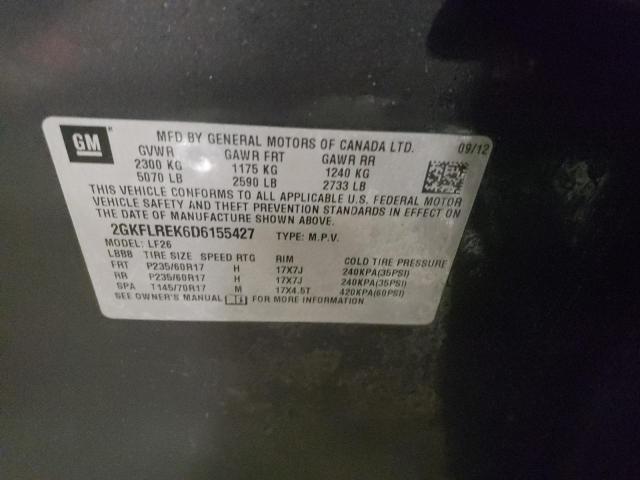 GM
MFD BY GENERAL MOTORS OF CANADA LTD. 09/12
GVWR GAWR FRT GAWR RR
2300 KG 1175 KG 1240 KG
5070 LB 2590 LB 2733 LB
THIS VEHICLE CONFORMS TO ALL APPLICABLE U.S. FEDERAL MOTOR
VEHICLE SAFETY AND THEFT PREVENTION STANDARDS IN EFFECT ON
THE DATE OF MANUFACTURE SHOWN ABOVE.
2GKFLREK6D6155427 TYPE: M.P.V.
MODEL: LF26
LBBB TIRE SIZE SPEED RTG RIM COLD TIRE PRESSURE
FRT P235/60R17 H 17X7J 240KPA(35PSI)
RR P235/60R17 H 17X7J 240KPA(35PSI)
SPA T145/70R17 M 17X4.5T 420KPA(60PSI)
SEE OWNER'S MANUAL FOR MORE INFORMATION